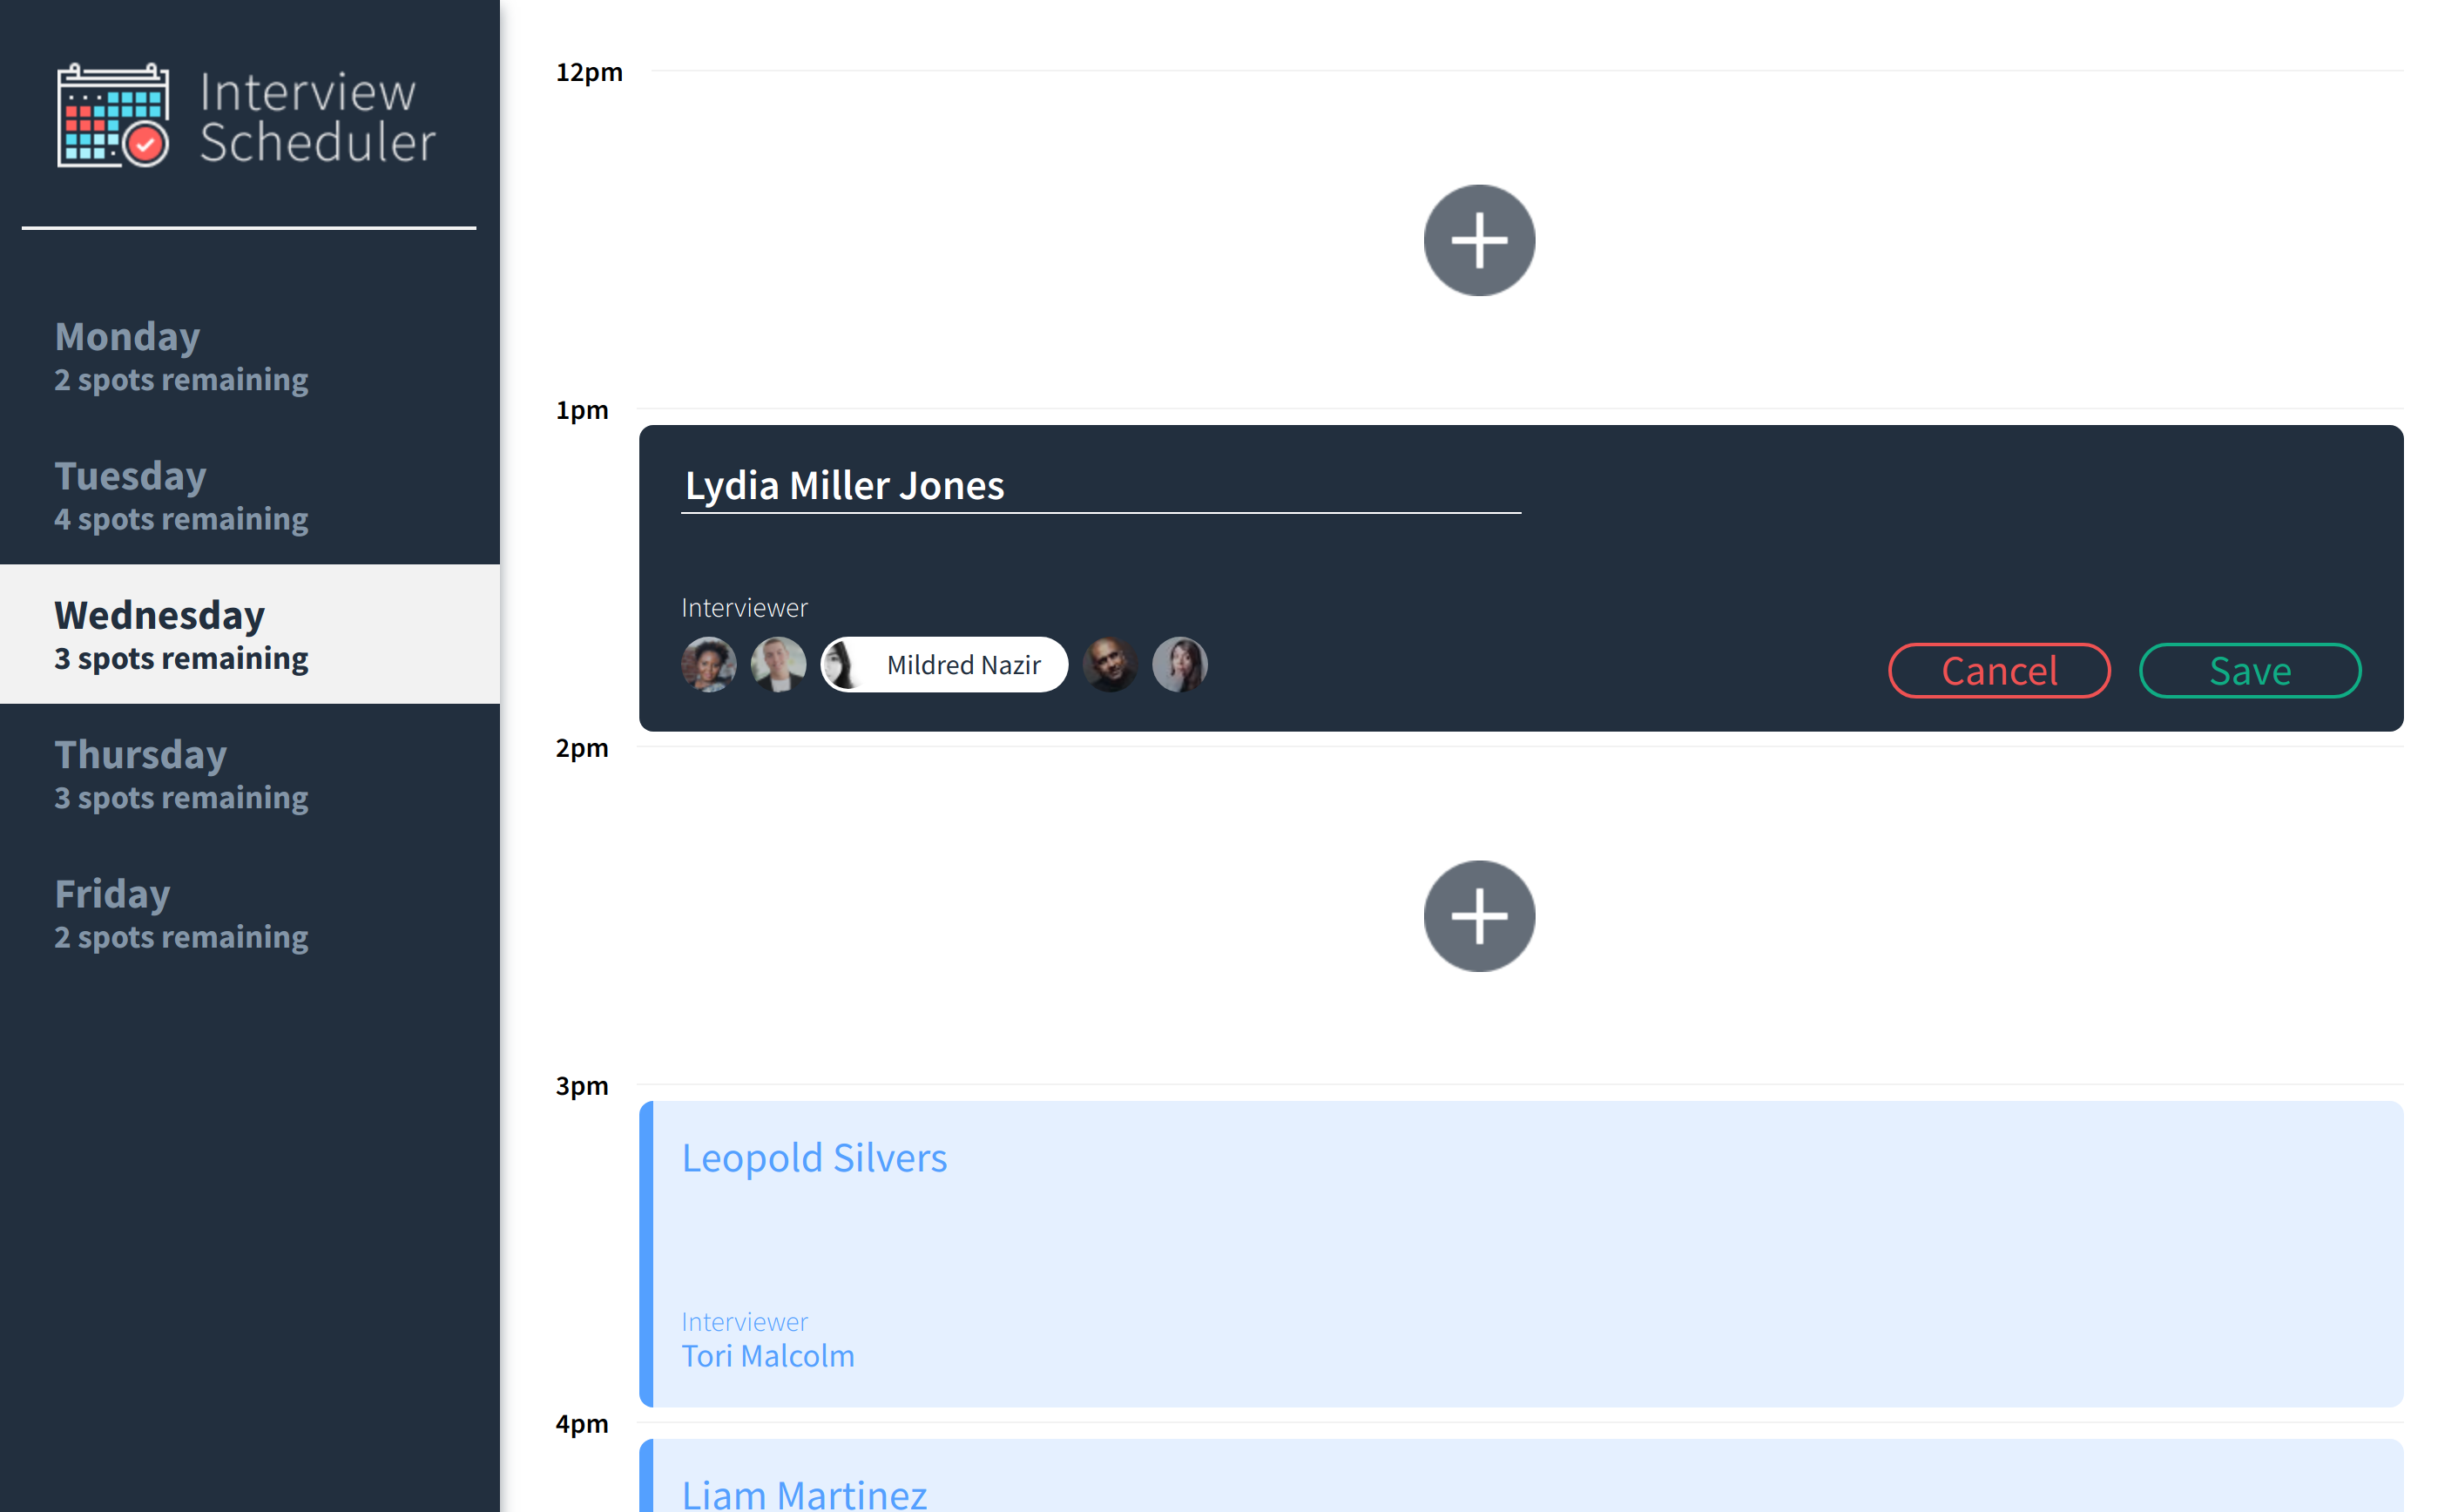 Interview
Scheduler
Monday
2 spots remaining
Tuesday
4 spots remaining
Wednesday
3 spots remaining
Thursday
3 spots remaining
Friday
2 spots remaining
12pm
1pm
Lydia Miller Jones
Interviewer
Mildred Nazir
Cancel
Save
2pm
3pm
Leopold Silvers
Interviewer
Tori Malcolm
4pm
Liam Martinez